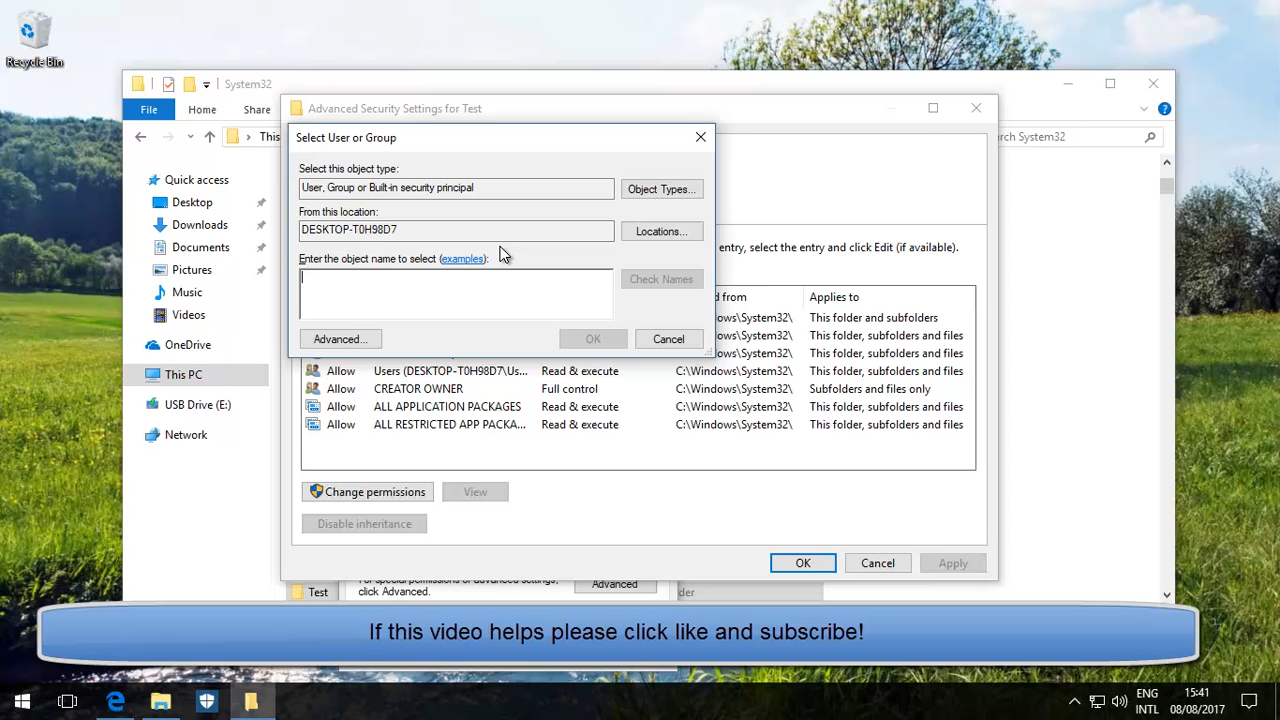 Recycle Bin
System32
File
Home
Share
This
rch System32
Quick access
Desktop
Downloads
Documents
Pictures
Music
Videos
OneDrive
This PC
USB Drive (E:)
Network
Advanced Security Settings for Test
Select User or Group
Select this object type:
User, Group or Built-in security principal
Object Types...
From this location:
DESKTOP-T0H98D7
Locations...
Enter the object name to select (examples):
Check Names
Advanced...
OK
Cancel
entry, select the entry and click Edit (if available).
d from Applies to
C:\Windows\System32\ This folder and subfolders
C:\Windows\System32\ This folder, subfolders and files
C:\Windows\System32\ This folder, subfolders and files
Allow Users (DESKTOP-T0H98D7\Us... Read & execute C:\Windows\System32\ This folder, subfolders and files
CREATOR OWNER Full control C:\Windows\System32\ Subfolders and files only
Allow ALL APPLICATION PACKAGES Read & execute C:\Windows\System32\ This folder, subfolders and files
Allow ALL RESTRICTED APP PACKA... Read & execute C:\Windows\System32\ This folder, subfolders and files
Change permissions
View
Disable inheritance
OK
Cancel
Apply
Test
For special permissions or advanced settings,
click Advanced.
Advanced
der
If this video helps please click like and subscribe!
ENG
INTL
15:41
08/08/2017